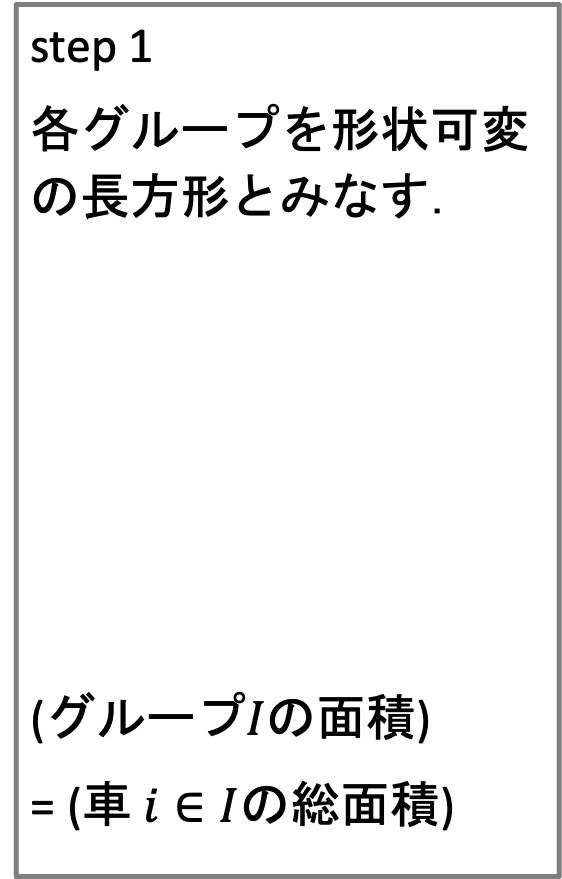 step 1
各グループを形状可変
の長方形とみなす.
(グループ𝐼の面積)
= (車 𝑖 ∈ 𝐼の総面積)